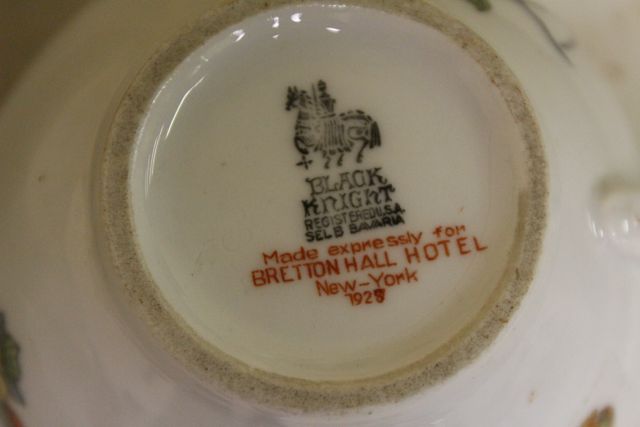 BLACK
KNIGHT
REGISTERED U.S.A.
SELB BAVARIA
Made expressly for
BRETTON HALL HOTEL
New-York
1928